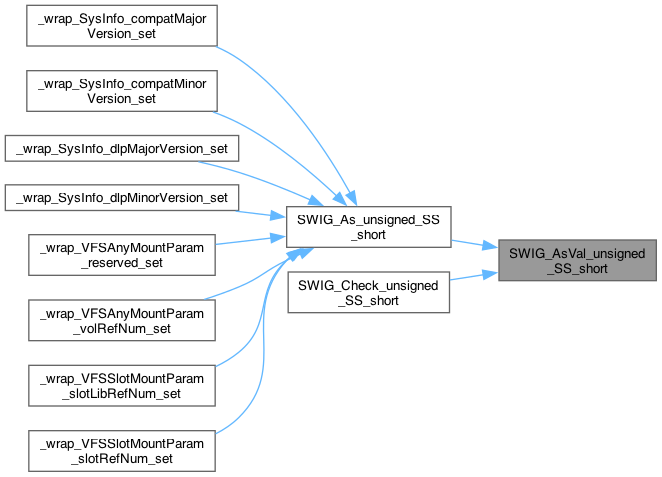 _wrap_SysInfo_compatMajor
Version_set
_wrap_SysInfo_compatMinor
Version_set
_wrap_SysInfo_dlpMajorVersion_set
_wrap_SysInfo_dlpMinorVersion_set
_wrap_VFSAnyMountParam
_reserved_set
_wrap_VFSAnyMountParam
_volRefNum_set
_wrap_VFSSlotMountParam
_slotLibRefNum_set
_wrap_VFSSlotMountParam
_slotRefNum_set
SWIG_As_unsigned_SS
_short
SWIG_Check_unsigned
_SS_short
SWIG_AsVal_unsigned
_SS_short